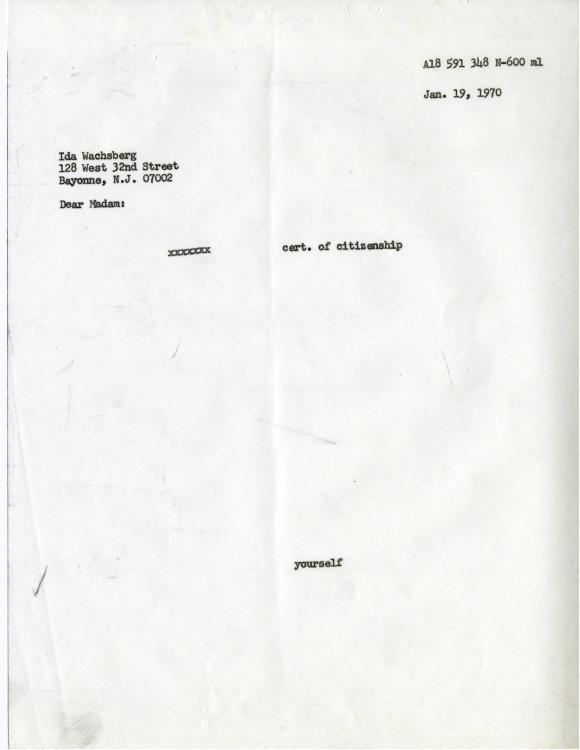 A18 591 348 N-600 ml
Jan. 19, 1970
Ida Wachsberg
128 West 32nd Street
Bayonne, N.J. 07002
Dear Madam:
xxxxxxx cert. of citizenship
yourself